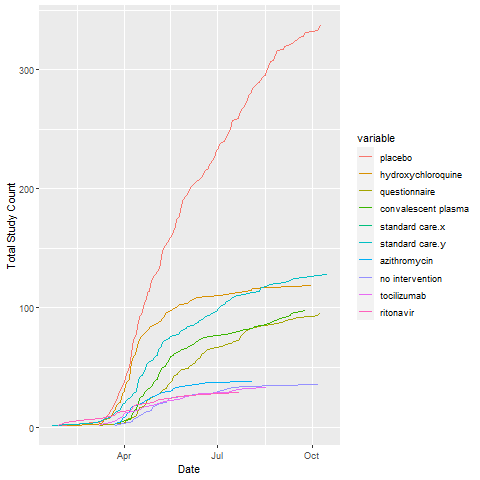 300
200
100
0
Total Study Count
Apr
Jul
Oct
Date
variable
placebo
hydroxychloroquine
questionnaire
convalescent plasma
standard care.x
standard care.y
azithromycin
no intervention
tocilizumab
ritonavir